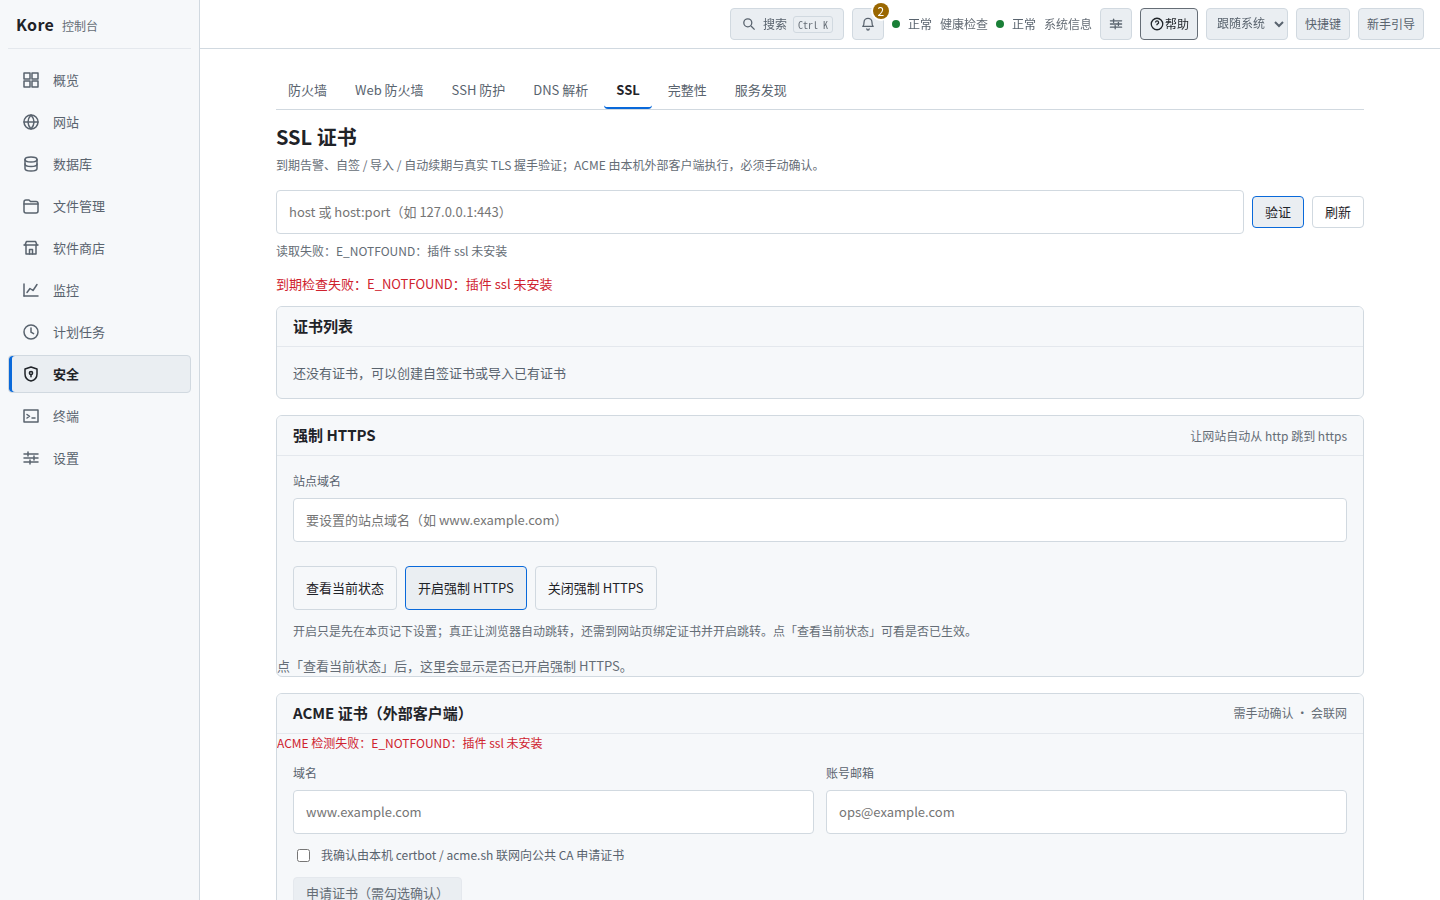 Kore 控制台
搜索 Ctrl K
2
正常 健康检查
正常 系统信息
帮助
跟随系统
快捷键
新手引导
概览
网站
数据库
文件管理
软件商店
监控
计划任务
安全
终端
设置
防火墙 Web 防火墙 SSH 防护 DNS 解析 SSL 完整性 服务发现
SSL 证书
到期告警、自签 / 导入 / 自动续期与真实 TLS 握手验证；ACME 由本机外部客户端执行，必须手动确认。
host 或 host:port（如 127.0.0.1:443）
验证 刷新
读取失败：E_NOTFOUND：插件 ssl 未安装
到期检查失败：E_NOTFOUND：插件 ssl 未安装
证书列表
还没有证书，可以创建自签证书或导入已有证书
强制 HTTPS
让网站自动从 http 跳到 https
站点域名
要设置的站点域名（如 www.example.com）
查看当前状态 开启强制 HTTPS 关闭强制 HTTPS
开启只是先在本页记下设置；真正让浏览器自动跳转，还需到网站页绑定证书并开启跳转。点「查看当前状态」可看是否已生效。
点「查看当前状态」后，这里会显示是否已开启强制 HTTPS。
ACME 证书（外部客户端）
需手动确认 · 会联网
ACME 检测失败：E_NOTFOUND：插件 ssl 未安装
域名 账号邮箱
www.example.com ops@example.com
我确认由本机 certbot / acme.sh 联网向公共 CA 申请证书
申请证书（需勾选确认）